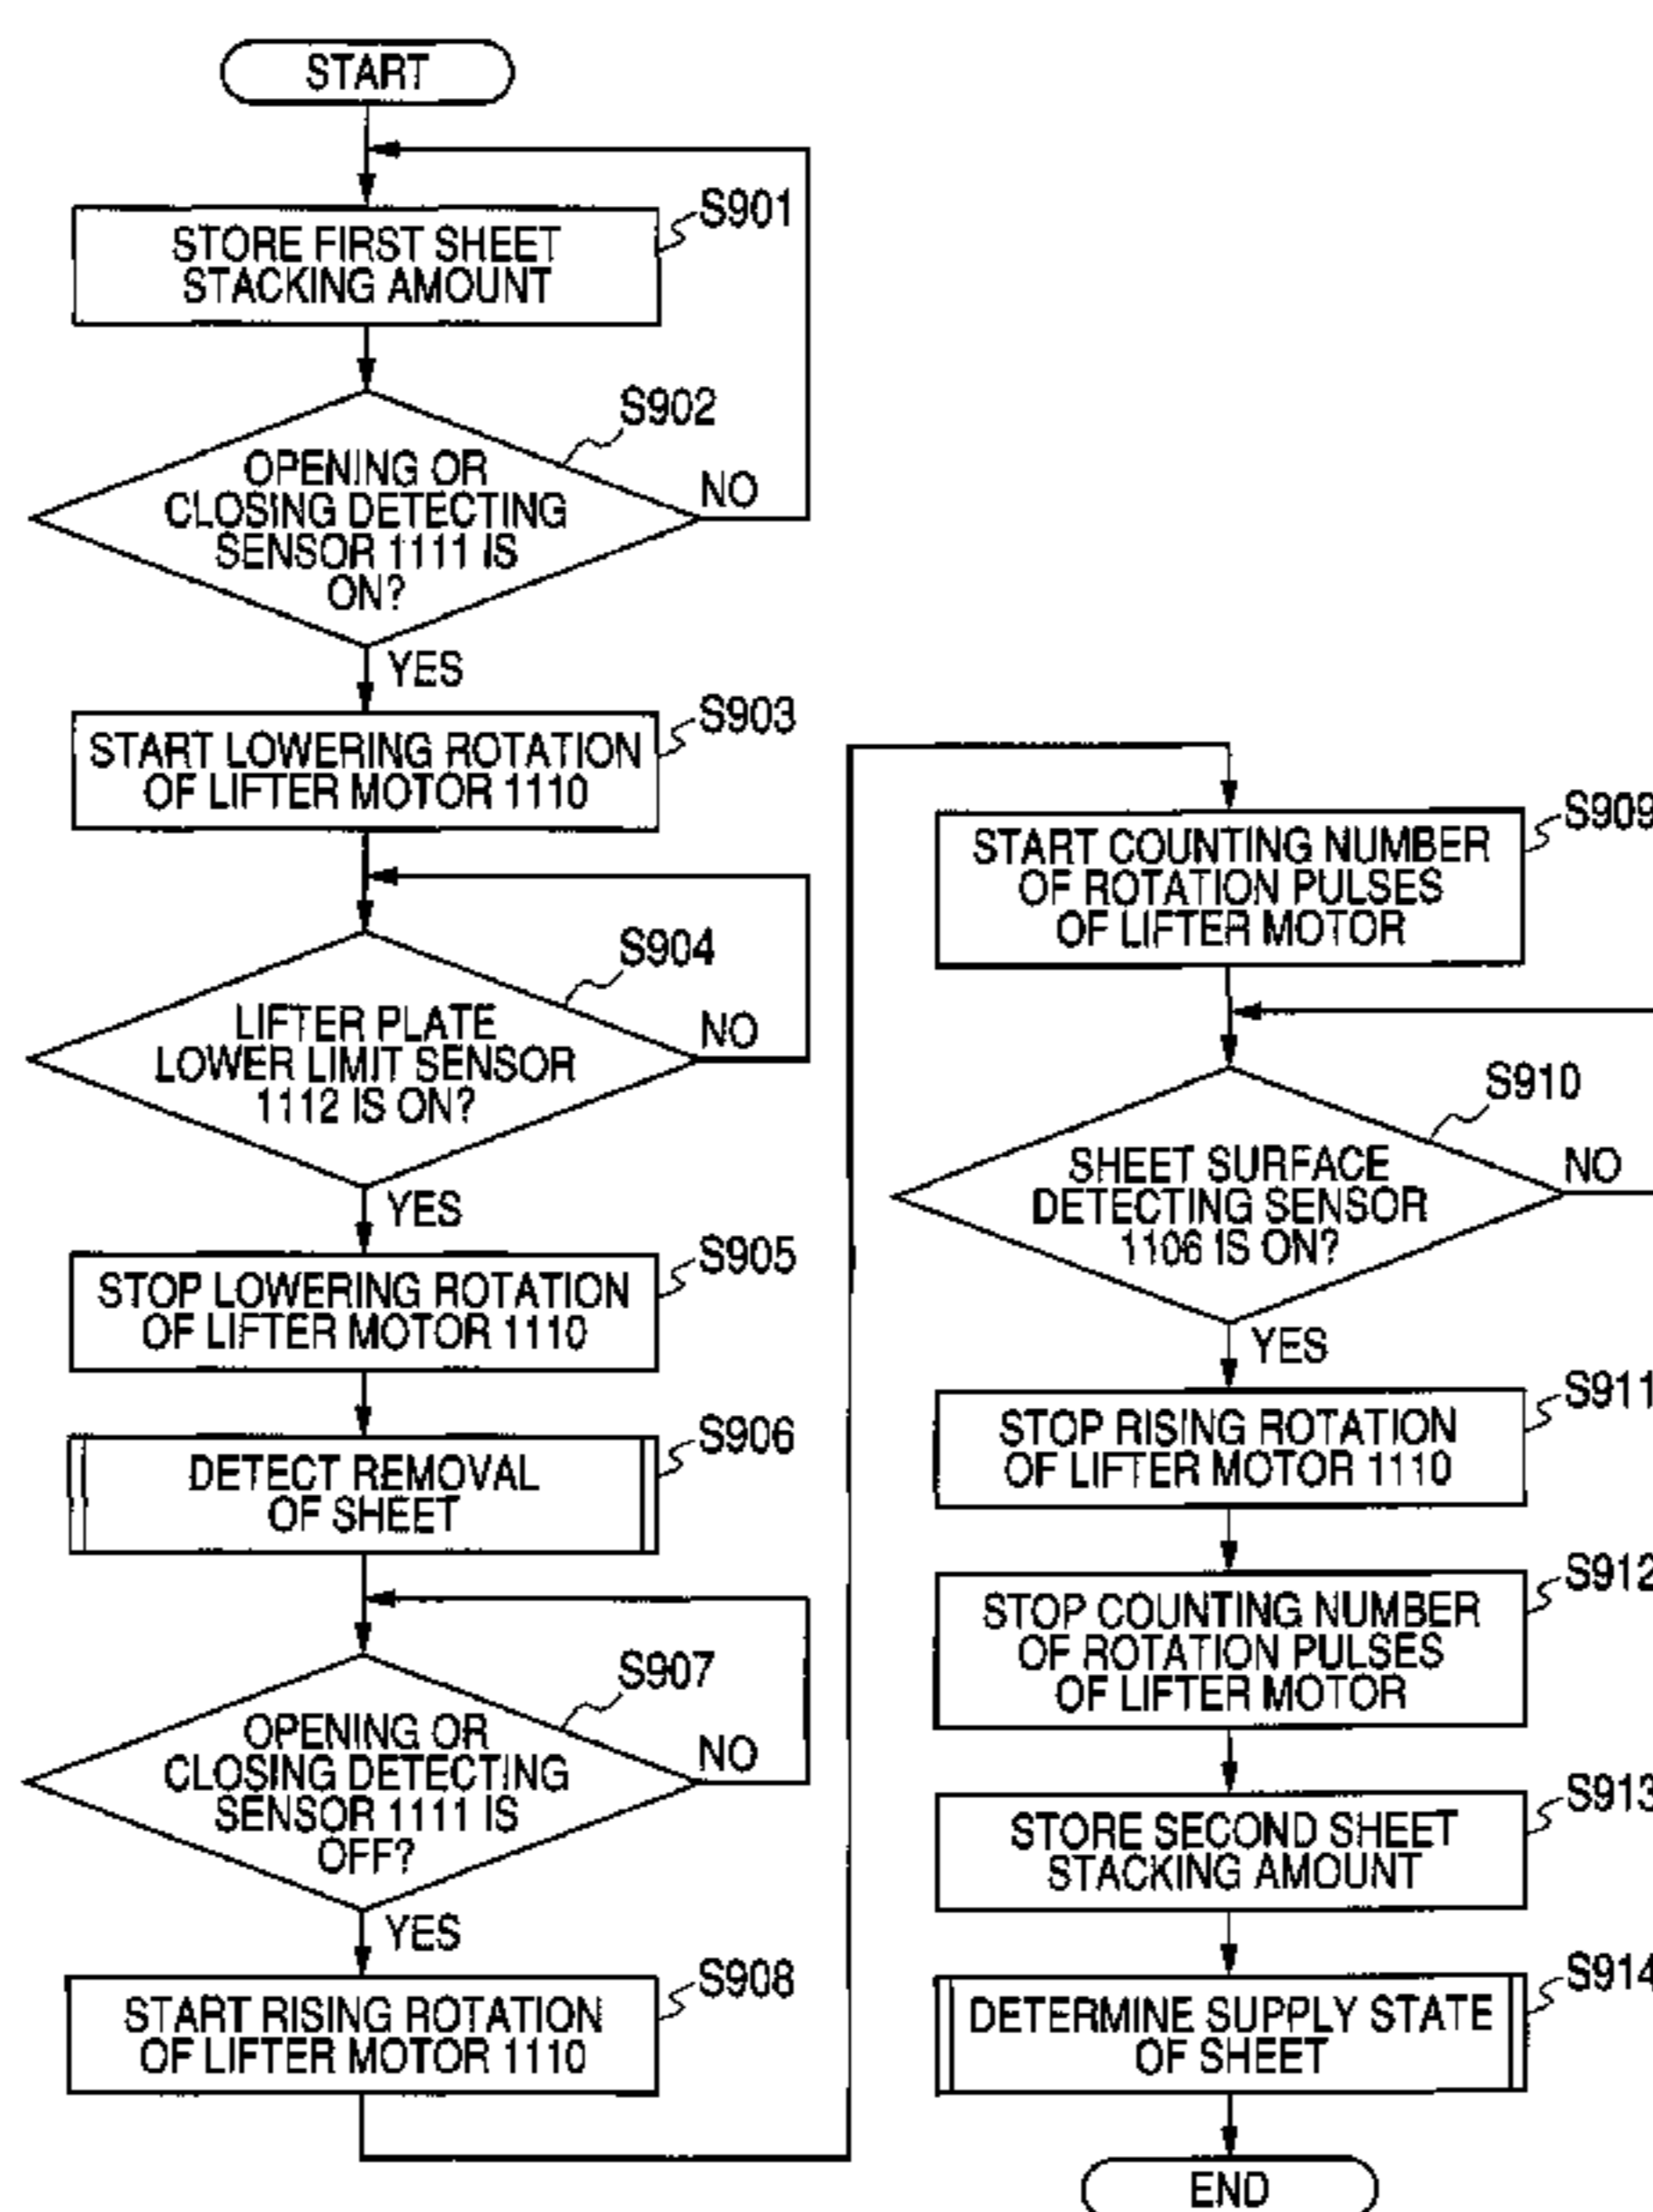 START
S901
STORE FIRST SHEET
STACKING AMOUNT
S902
OPENING OR
CLOSING DETECTING
SENSOR 1111 IS
ON?
NO
YES
S903
START LOWERING ROTATION
OF LIFTER MOTOR 1110
S904
LIFTER PLATE
LOWER LIMIT SENSOR
1112 IS ON?
NO
YES
S905
STOP LOWERING ROTATION
OF LIFTER MOTOR 1110
S906
DETECT REMOVAL
OF SHEET
S907
OPENING OR
CLOSING DETECTING
SENSOR 1111 IS
OFF?
NO
YES
S908
START RISING ROTATION
OF LIFTER MOTOR 1110
S909
START COUNTING NUMBER
OF ROTATION PULSES
OF LIFTER MOTOR
S910
SHEET SURFACE
DETECTING SENSOR
1106 IS ON?
NO
YES
S911
STOP RISING ROTATION
OF LIFTER MOTOR 1110
S912
STOP COUNTING NUMBER
OF ROTATION PULSES
OF LIFTER MOTOR
S913
STORE SECOND SHEET
STACKING AMOUNT
S914
DETERMINE SUPPLY STATE
OF SHEET
END